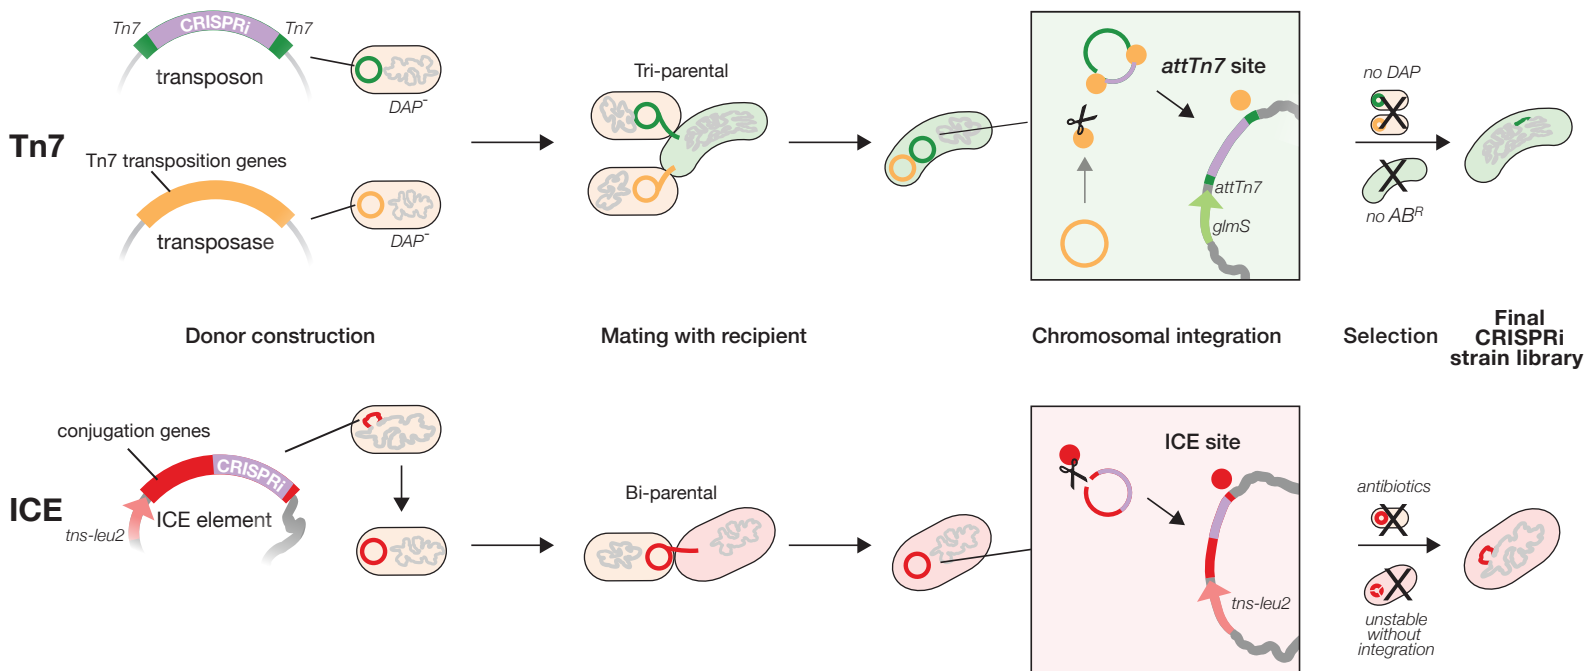 Tn7
CRISPRi
Tn7
transposon
DAP-
Tn7
Tn7 transposition genes
transposase
DAP-
Tri-parental
attTn7 site
attTn7
glmS
no DAP
no ABᴿ
Donor construction
Mating with recipient
Chromosomal integration
Selection
Final
CRISPRi
strain library
conjugation genes
CRISPRi
ICE
ICE element
tns-leu2
Bi-parental
ICE site
tns-leu2
antibiotics
unstable
without
integration